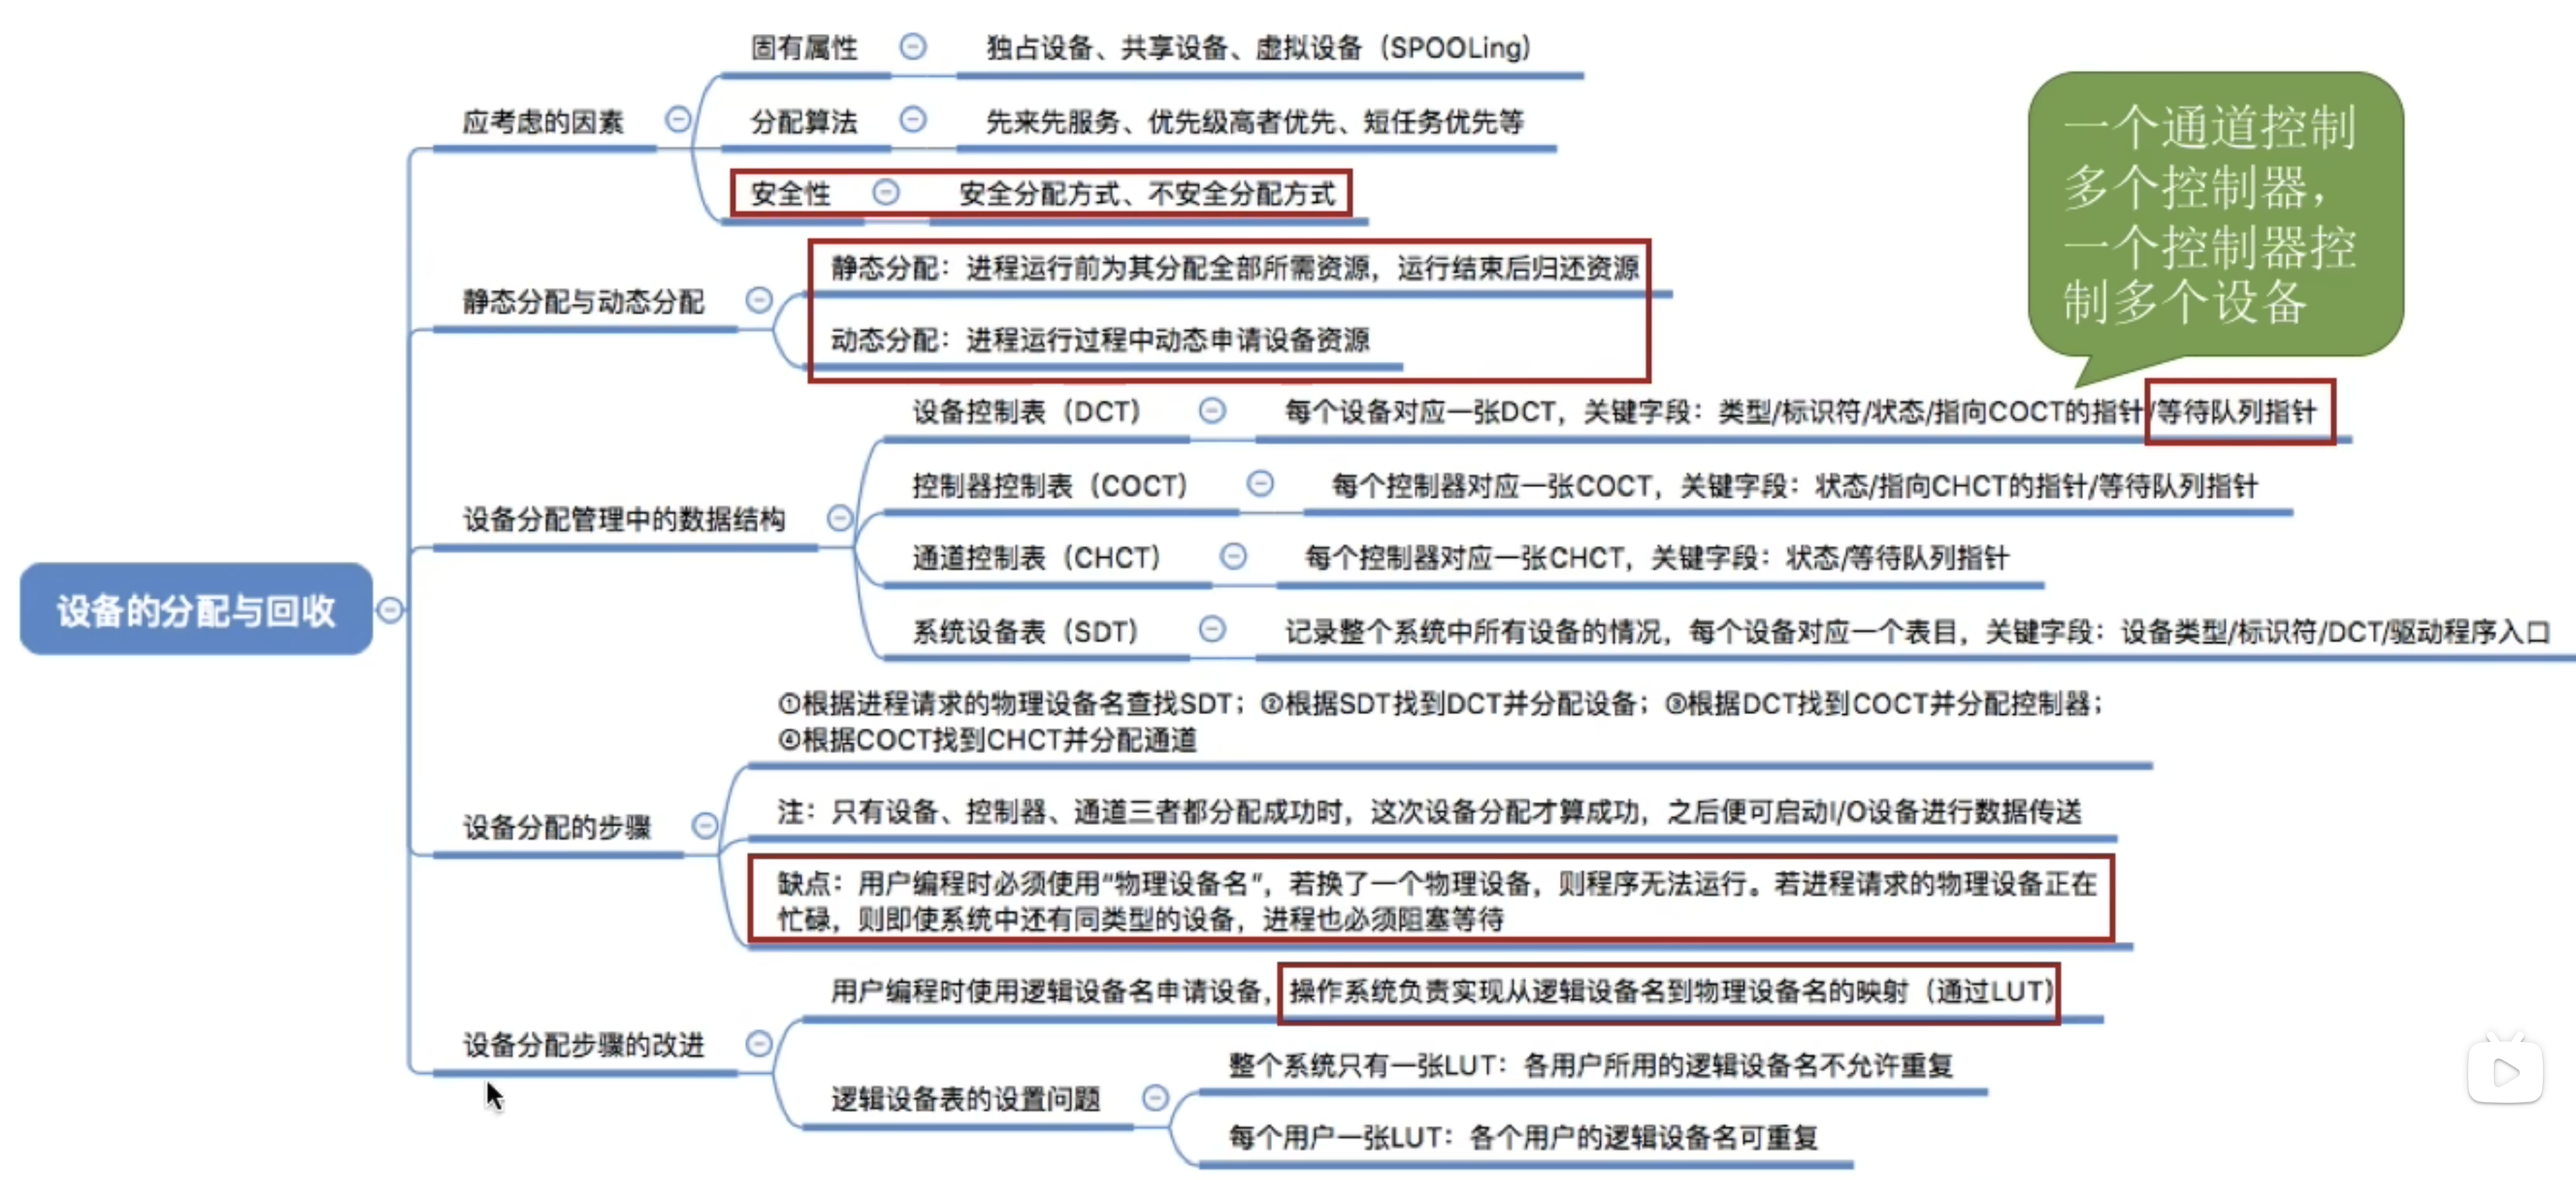 固有属性
独占设备、共享设备、虚拟设备（SPOOLing）
应考虑的因素
分配算法
先来先服务、优先级高者优先、短任务优先等
安全性
安全分配方式、不安全分配方式
一个通道控制
多个控制器，
一个控制器控
制多个设备
静态分配与动态分配
静态分配：进程运行前为其分配全部所需资源，运行结束后归还资源
动态分配：进程运行过程中动态申请设备资源
设备分配管理中的数据结构
设备控制表（DCT）
每个设备对应一张DCT，关键字段：类型/标识符/状态/指向COCT的指针/等待队列指针
控制器控制表（COCT）
每个控制器对应一张COCT，关键字段：状态/指向CHCT的指针/等待队列指针
通道控制表（CHCT）
每个控制器对应一张CHCT，关键字段：状态/等待队列指针
系统设备表（SDT）
记录整个系统中所有设备的情况，每个设备对应一个表目，关键字段：设备类型/标识符/DCT/驱动程序入口
设备的分配与回收
设备分配的步骤
①根据进程请求的物理设备名查找SDT；②根据SDT找到DCT并分配设备；③根据DCT找到COCT并分配控制器；
④根据COCT找到CHCT并分配通道
注：只有设备、控制器、通道三者都分配成功时，这次设备分配才算成功，之后便可启动I/O设备进行数据传送
缺点：用户编程时必须使用“物理设备名”，若换了一个物理设备，则程序无法运行。若进程请求的物理设备正在
忙碌，则即使系统中还有同类型的设备，进程也必须阻塞等待
设备分配步骤的改进
用户编程时使用逻辑设备名申请设备，操作系统负责实现从逻辑设备名到物理设备名的映射（通过LUT）
逻辑设备表的设置问题
整个系统只有一张LUT：各用户所用的逻辑设备名不允许重复
每个用户一张LUT：各个用户的逻辑设备名可重复